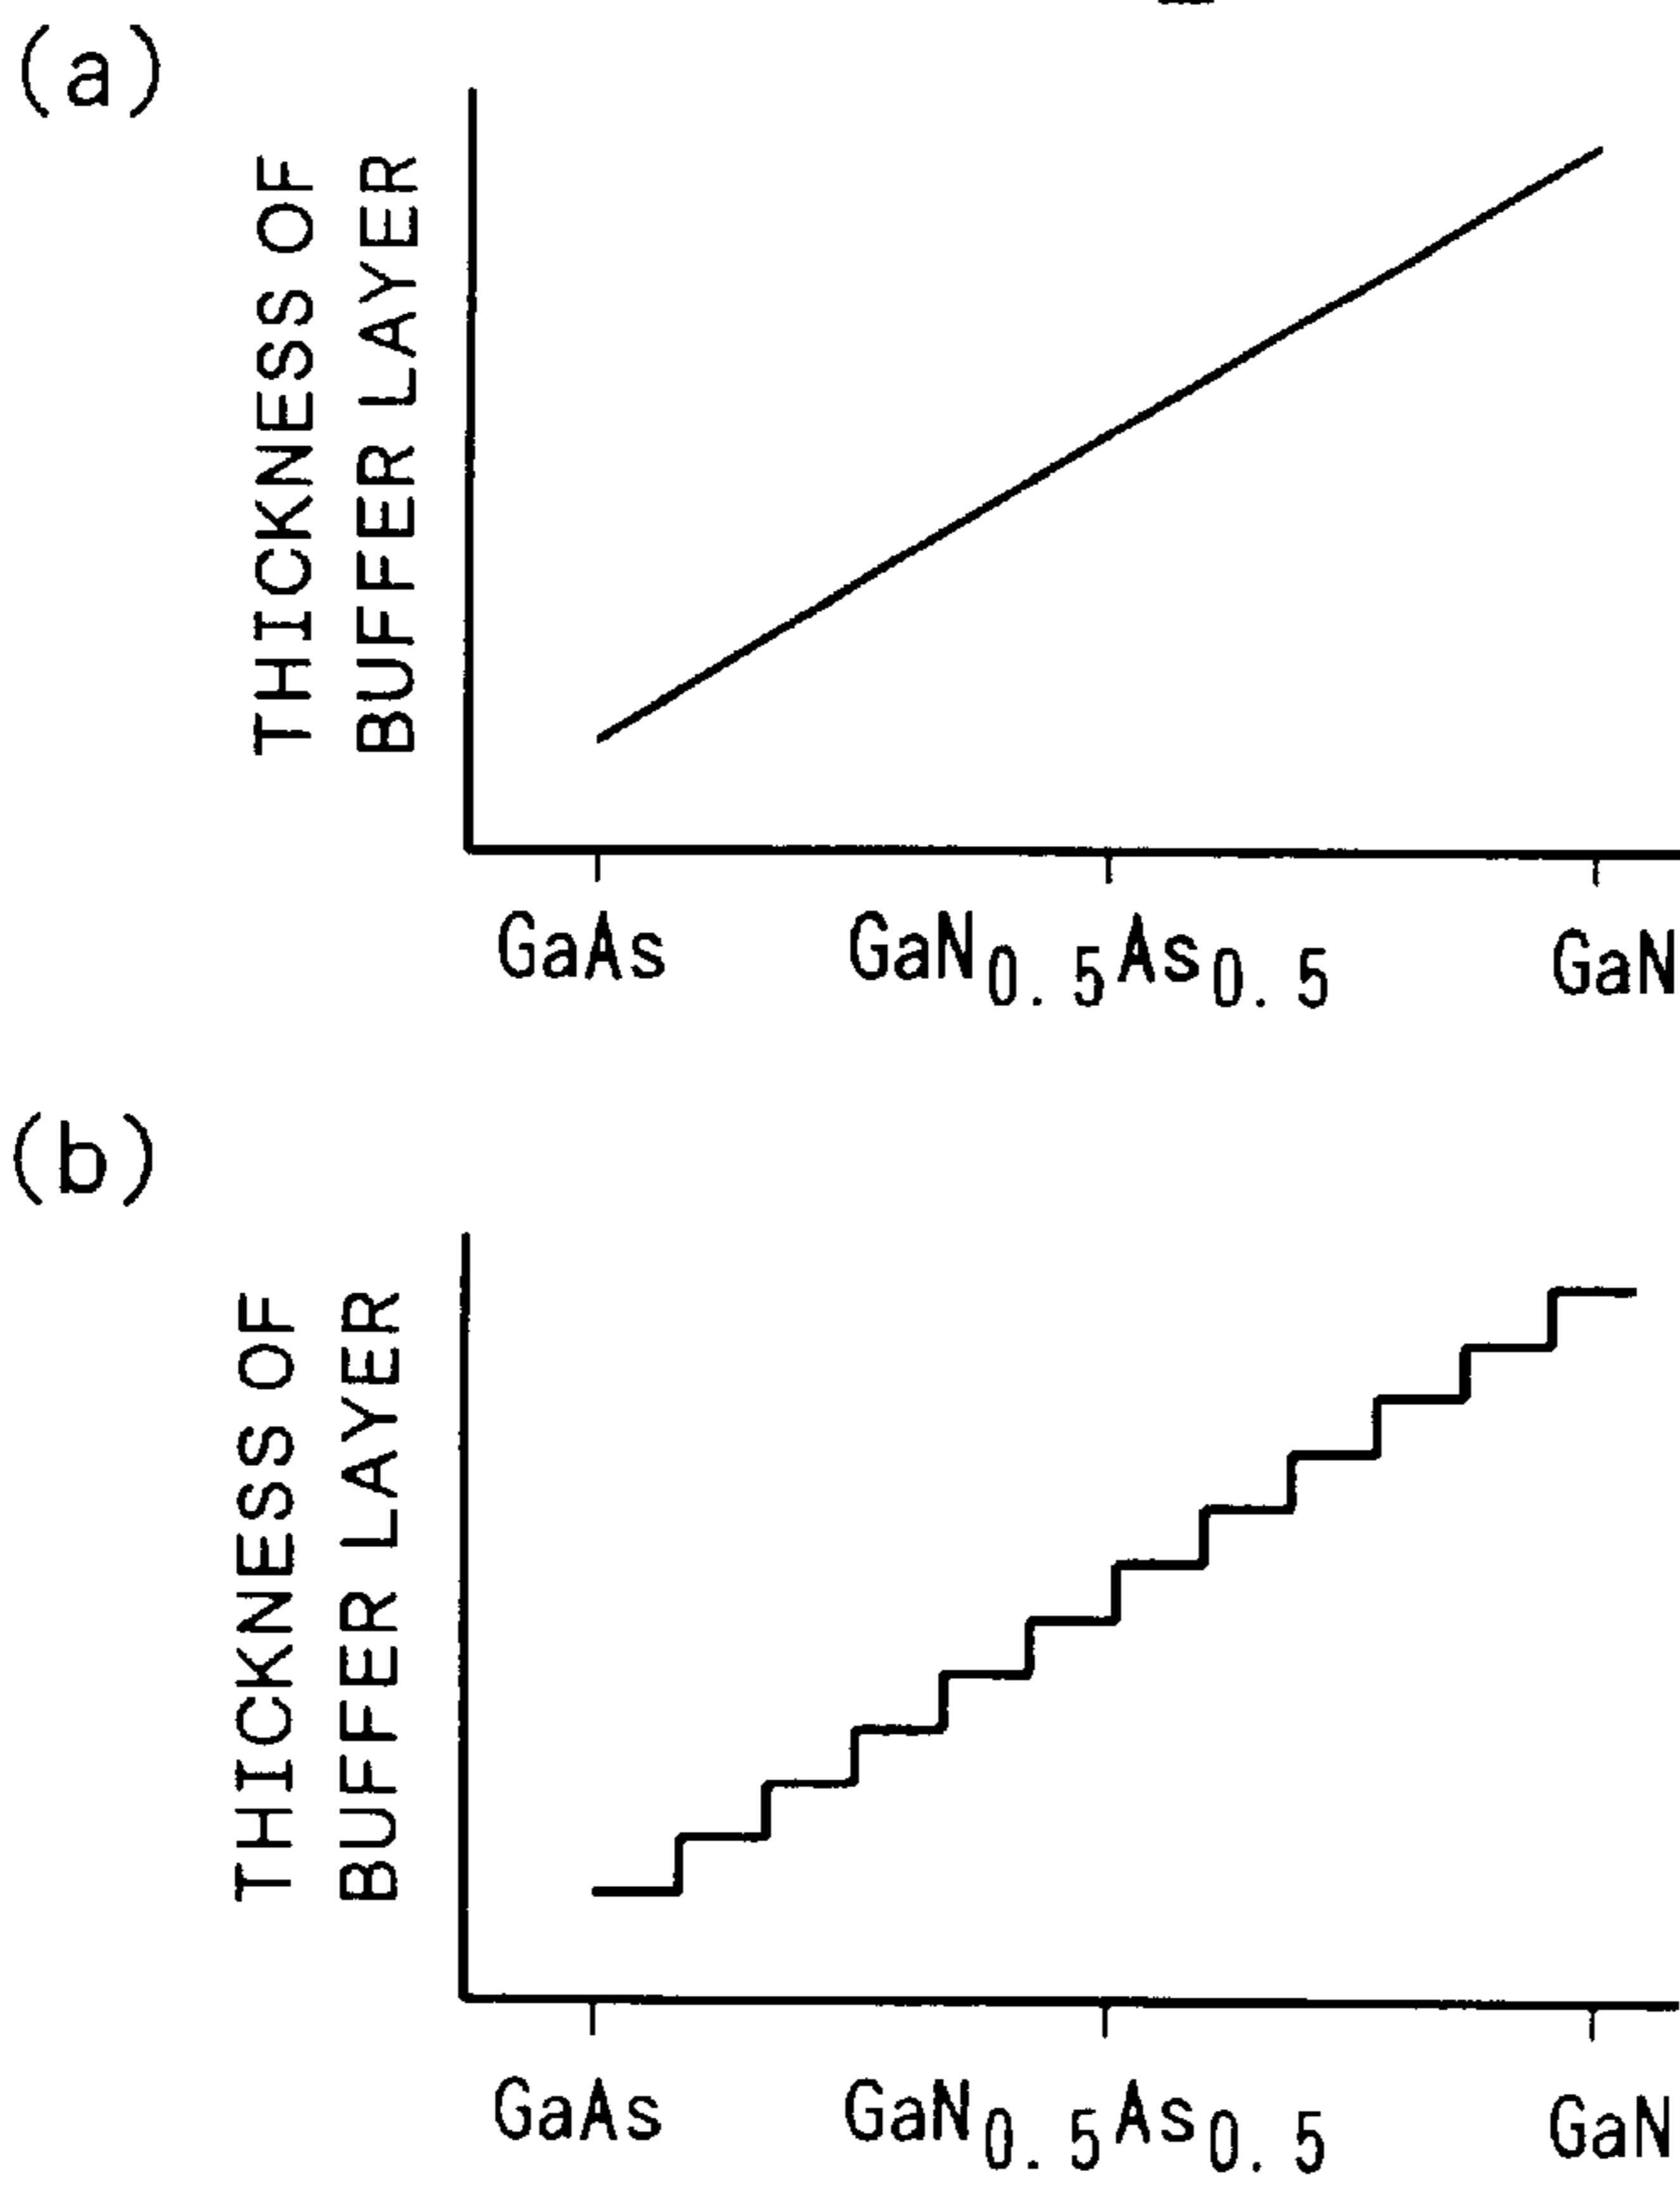 (a)
THICKNESS OF
BUFFER LAYER
GaAs GaN0.5As0.5 GaN
(b)
THICKNESS OF
BUFFER LAYER
GaAs GaN0.5As0.5 GaN